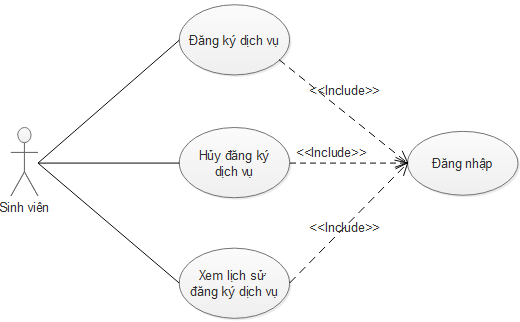 Đăng ký dịch vụ
<<Include>>
Hủy đăng ký
dịch vụ
<<Include>>
Đăng nhập
Sinh viên
<<Include>>
Xem lịch sử
đăng ký dịch vụ